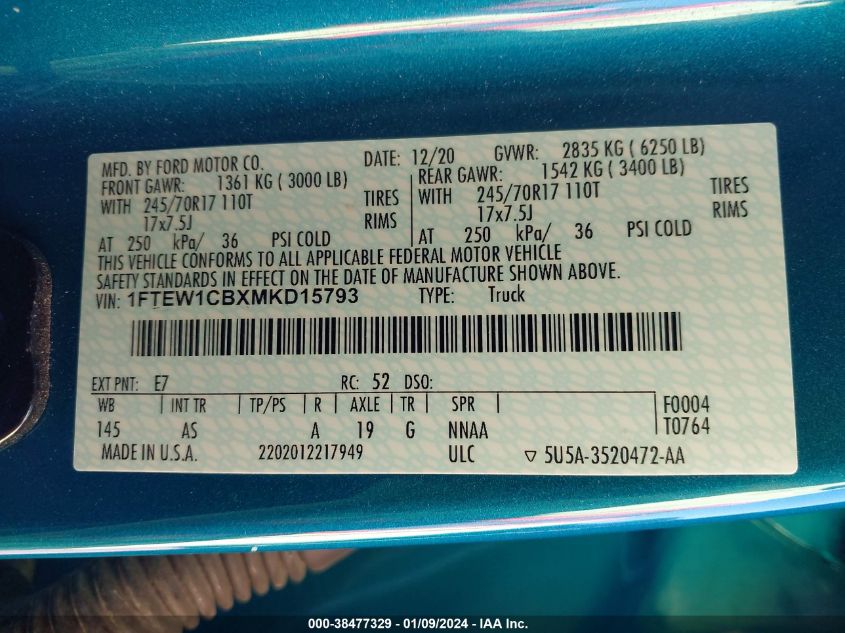 MFD. BY FORD MOTOR CO. DATE: 12/20 GVWR: 2835 KG ( 6250 LB)
FRONT GAWR: 1361 KG ( 3000 LB) REAR GAWR: 1542 KG ( 3400 LB)
WITH 245/70R17 110T TIRES WITH 245/70R17 110T TIRES
17x7.5J RIMS 17x7.5J RIMS
AT 250 kPa/ 36 PSI COLD AT 250 kPa/ 36 PSI COLD
THIS VEHICLE CONFORMS TO ALL APPLICABLE FEDERAL MOTOR VEHICLE
SAFETY STANDARDS IN EFFECT ON THE DATE OF MANUFACTURE SHOWN ABOVE.
VIN: 1FTEW1CBXMKD15793 TYPE: Truck
EXT PNT: E7 RC: 52 DSO:
WB INT TR TP/PS R AXLE TR SPR F0004
145 AS A 19 G NNAA T0764
MADE IN U.S.A. 2202012217949 ULC ▽ 5U5A-3520472-AA
000-38477329 - 01/09/2024 - IAA Inc.